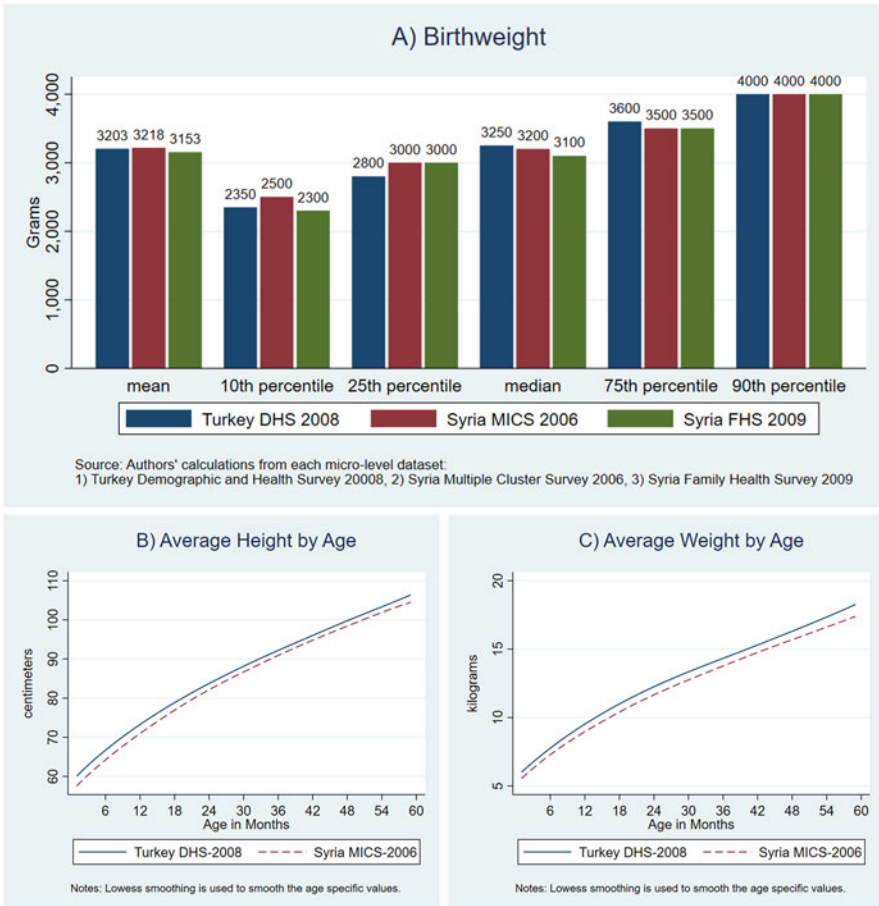 A) Birthweight
Grams
4,000
3,000
2,000
1,000
0
3203 3218 3153
2350 2500 2300
2800 3000 3000
3250 3200 3100
3600 3500 3500
4000 4000 4000
mean 10th percentile 25th percentile median 75th percentile 90th percentile
Turkey DHS 2008 Syria MICS 2006 Syria FHS 2009
Source: Authors' calculations from each micro-level dataset:
1) Turkey Demographic and Health Survey 20008, 2) Syria Multiple Cluster Survey 2006, 3) Syria Family Health Survey 2009
B) Average Height by Age
centimeters
110
100
90
80
70
60
6 12 18 24 30 36 42 48 54 60
Age in Months
Turkey DHS-2008 Syria MICS-2006
Notes: Lowess smoothing is used to smooth the age specific values.
C) Average Weight by Age
kilograms
20
15
10
5
6 12 18 24 30 36 42 48 54 60
Age in Months
Turkey DHS-2008 Syria MICS-2006
Notes: Lowess smoothing is used to smooth the age specific values.